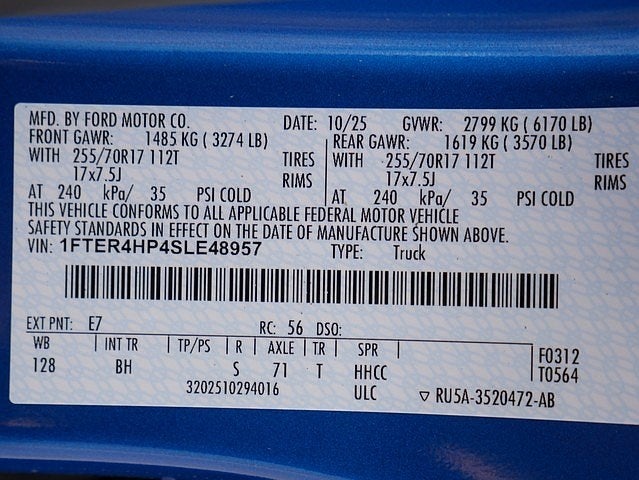 MFD. BY FORD MOTOR CO. DATE: 10/25 GVWR: 2799 KG ( 6170 LB)
FRONT GAWR: 1485 KG ( 3274 LB) REAR GAWR: 1619 KG ( 3570 LB)
WITH 255/70R17 112T TIRES WITH 255/70R17 112T TIRES
17x7.5J RIMS 17x7.5J RIMS
AT 240 kPa/ 35 PSI COLD AT 240 kPa/ 35 PSI COLD
THIS VEHICLE CONFORMS TO ALL APPLICABLE FEDERAL MOTOR VEHICLE
SAFETY STANDARDS IN EFFECT ON THE DATE OF MANUFACTURE SHOWN ABOVE.
VIN: 1FTER4HP4SLE48957 TYPE: Truck
EXT PNT: E7 RC: 56 DSO:
WB INT TR TP/PS R AXLE TR SPR F0312
128 BH S 71 T HHCC T0564
3202510294016 ULC ▽ RU5A-3520472-AB